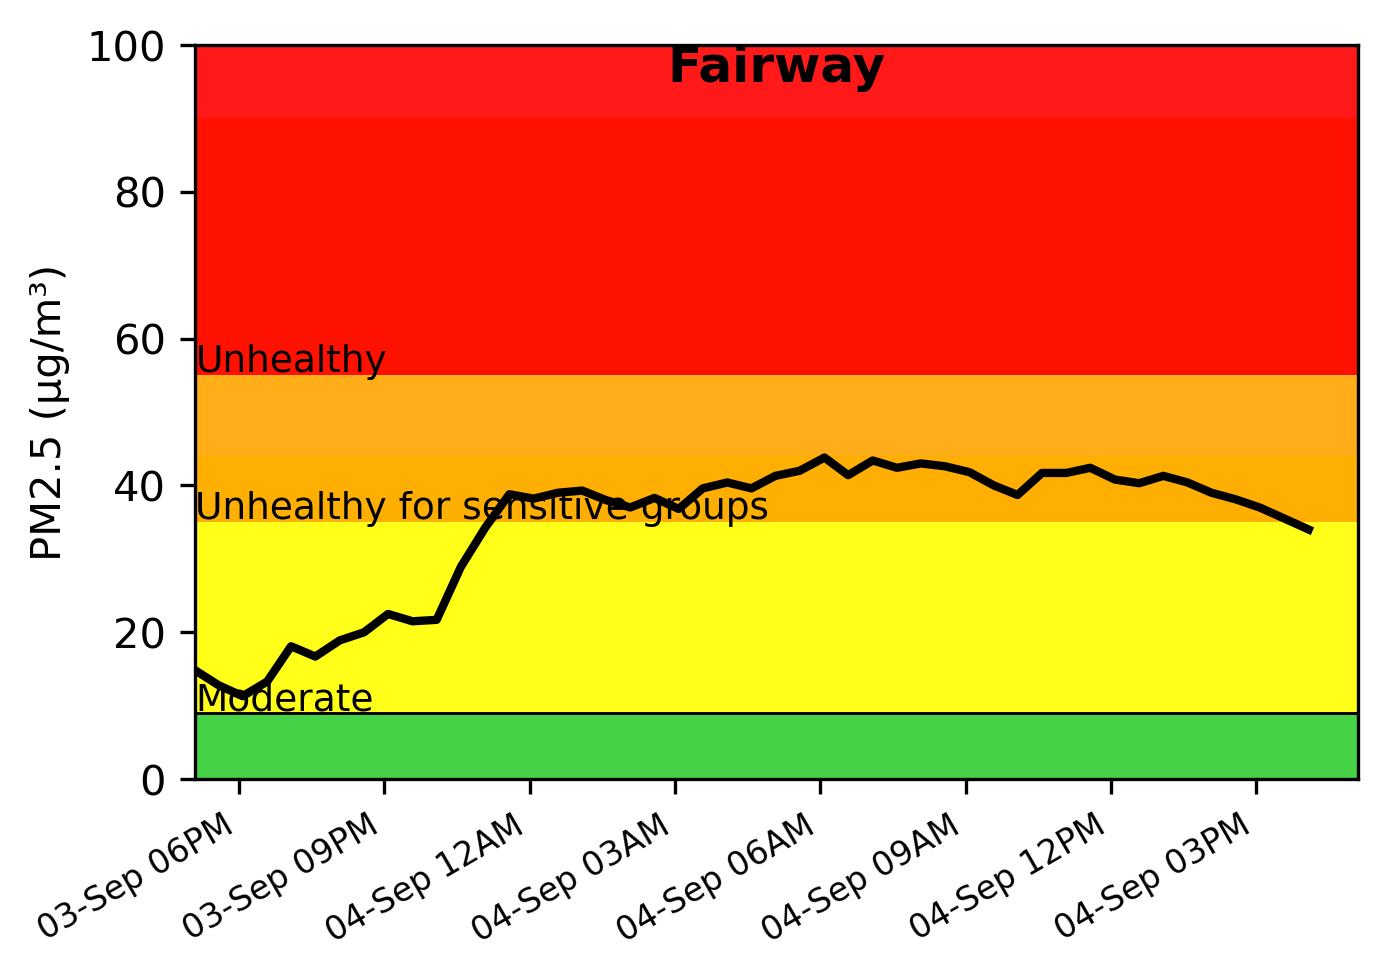 Fairway
100
80
60
40
20
0
PM2.5 (μg/m³)
Unhealthy
Unhealthy for sensitive groups
Moderate
03-Sep 06PM
03-Sep 09PM
04-Sep 12AM
04-Sep 03AM
04-Sep 06AM
04-Sep 09AM
04-Sep 12PM
04-Sep 03PM